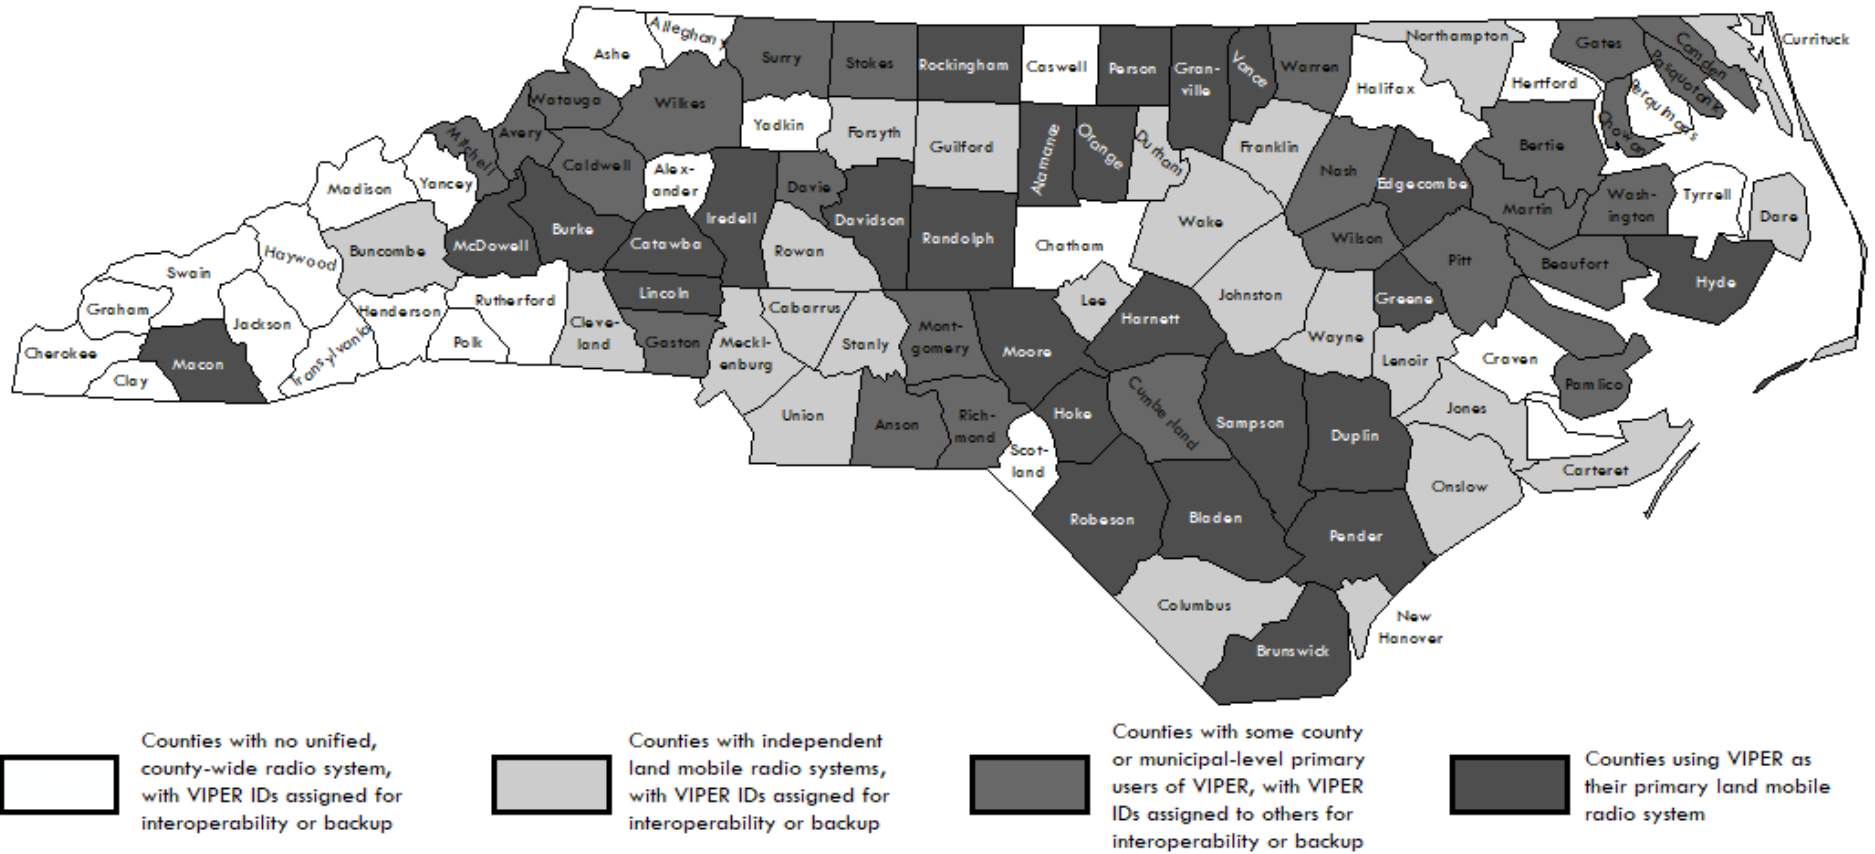 Ashe
Alleghany
Surry
Stokes
Rockingham
Caswell
Person
Gran-
ville
Vance
Warren
Northampton
Halifax
Hertford
Gates
Camden
Pasquotank
Perquimans
Chowan
Currituck
Watauga
Wilkes
Yadkin
Forsyth
Guilford
Alamance
Orange
Durham
Franklin
Nash
Edgecombe
Bertie
Mitchell
Avery
Caldwell
Alex-
ander
Iredell
Davie
Davidson
Randolph
Chatham
Wake
Wilson
Martin
Wash-
ington
Tyrrell
Dare
Madison
Yancey
McDowell
Burke
Catawba
Rowan
Buncombe
Haywood
Swain
Graham
Cherokee
Clay
Macon
Jackson
Transylvania
Henderson
Polk
Rutherford
Cleve-
land
Lincoln
Gaston
Meckl-
enburg
Cabarrus
Stanly
Union
Anson
Mont-
gomery
Rich-
mond
Moore
Lee
Harnett
Johnston
Wayne
Greene
Pitt
Beaufort
Hyde
Lenoir
Craven
Pamlico
Jones
Carteret
Onslow
Duplin
Sampson
Cumberland
Hoke
Scot-
land
Robeson
Bladen
Pender
Columbus
Brunswick
New
Hanover
Counties with no unified,
county-wide radio system,
with VIPER IDs assigned for
interoperability or backup
Counties with independent
land mobile radio systems,
with VIPER IDs assigned for
interoperability or backup
Counties with some county
or municipal-level primary
users of VIPER, with VIPER
IDs assigned to others for
interoperability or backup
Counties using VIPER as
their primary land mobile
radio system